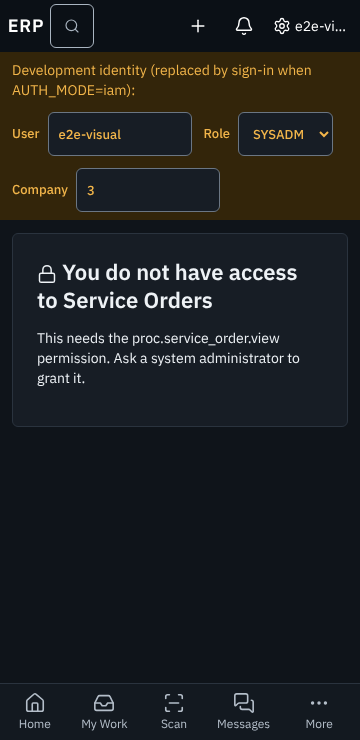 ERP
e2e-vi...
Development identity (replaced by sign-in when
AUTH_MODE=iam):
User
e2e-visual
Role
SYSADM
Company
3
You do not have access
to Service Orders
This needs the proc.service_order.view
permission. Ask a system administrator to
grant it.
Home
My Work
Scan
Messages
More